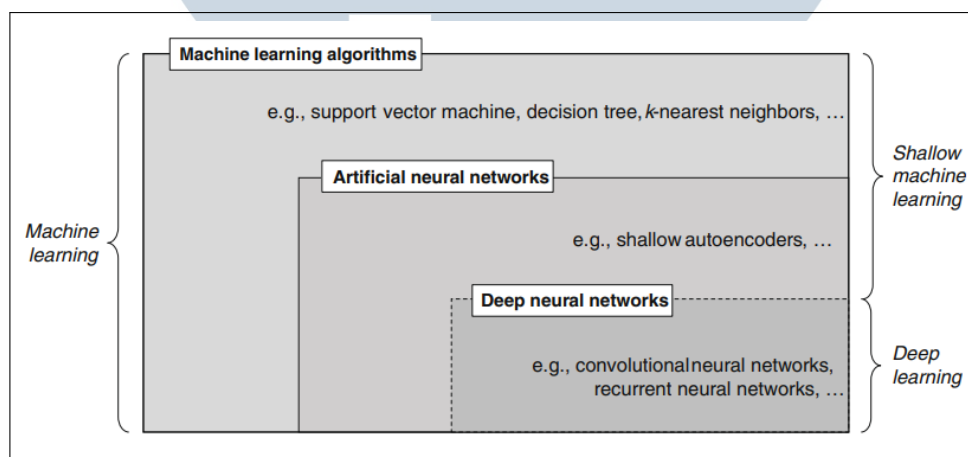 Machine learning algorithms
e.g., support vector machine, decision tree, k-nearest neighbors, …
Artificial neural networks
e.g., shallow autoencoders, …
Deep neural networks
e.g., convolutional neural networks,
recurrent neural networks, …
Machine
learning
Shallow
machine
learning
Deep
learning